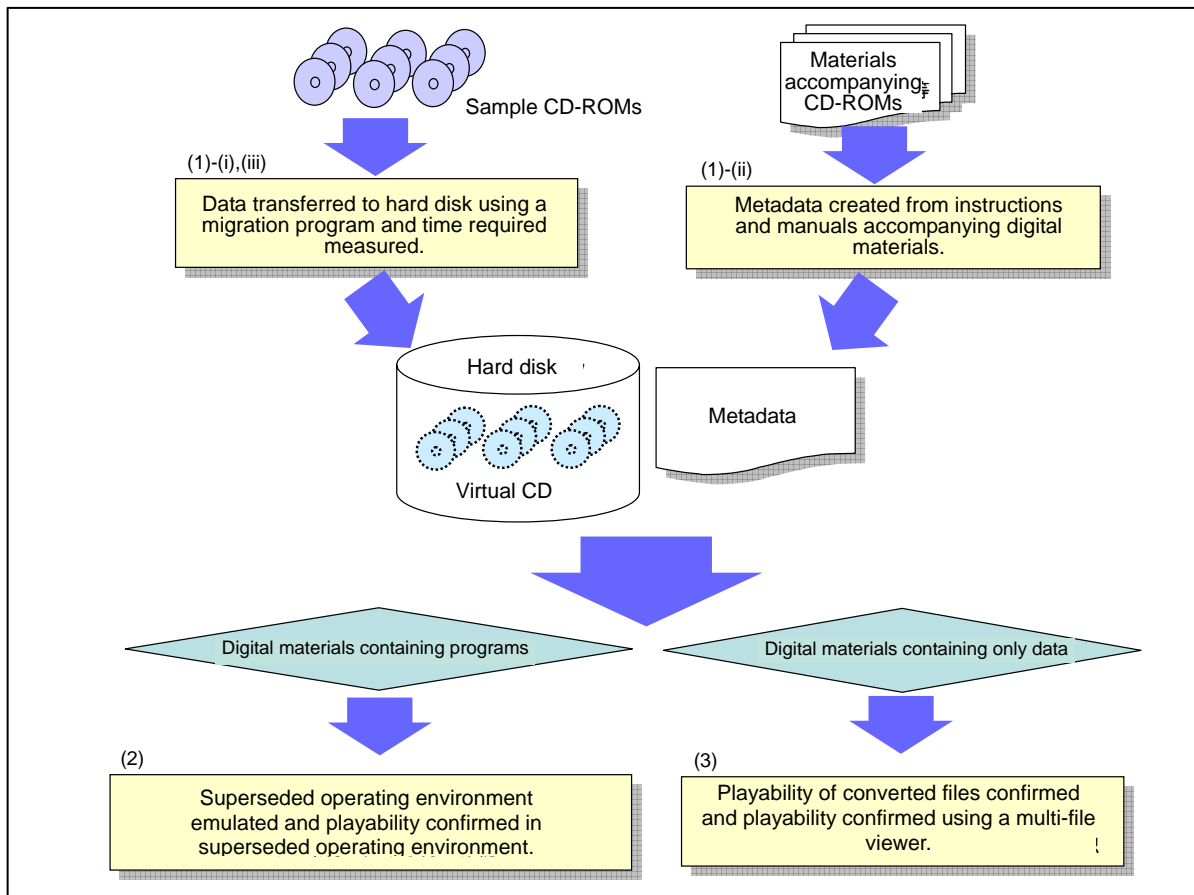 Sample CD-ROMs
Materials
accompanying
CD-ROMs
(1)-(i),(iii)
Data transferred to hard disk using a
migration program and time required
measured.
(1)-(ii)
Metadata created from instructions
and manuals accompanying digital
materials.
Hard disk
Virtual CD
Metadata
Digital materials containing programs
Digital materials containing only data
(2)
Superseded operating environment
emulated and playability confirmed in
superseded operating environment.
(3)
Playability of converted files confirmed
and playability confirmed using a multi-file
viewer.